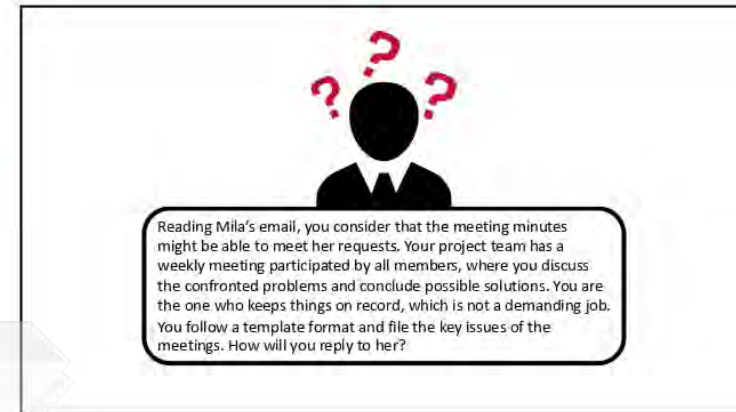 ? ? ?
Reading Mila's email, you consider that the meeting minutes
might be able to meet her requests. Your project team has a
weekly meeting participated by all members, where you discuss
the confronted problems and conclude possible solutions. You are
the one who keeps things on record, which is not a demanding job.
You follow a template format and file the key issues of the
meetings. How will you reply to her?